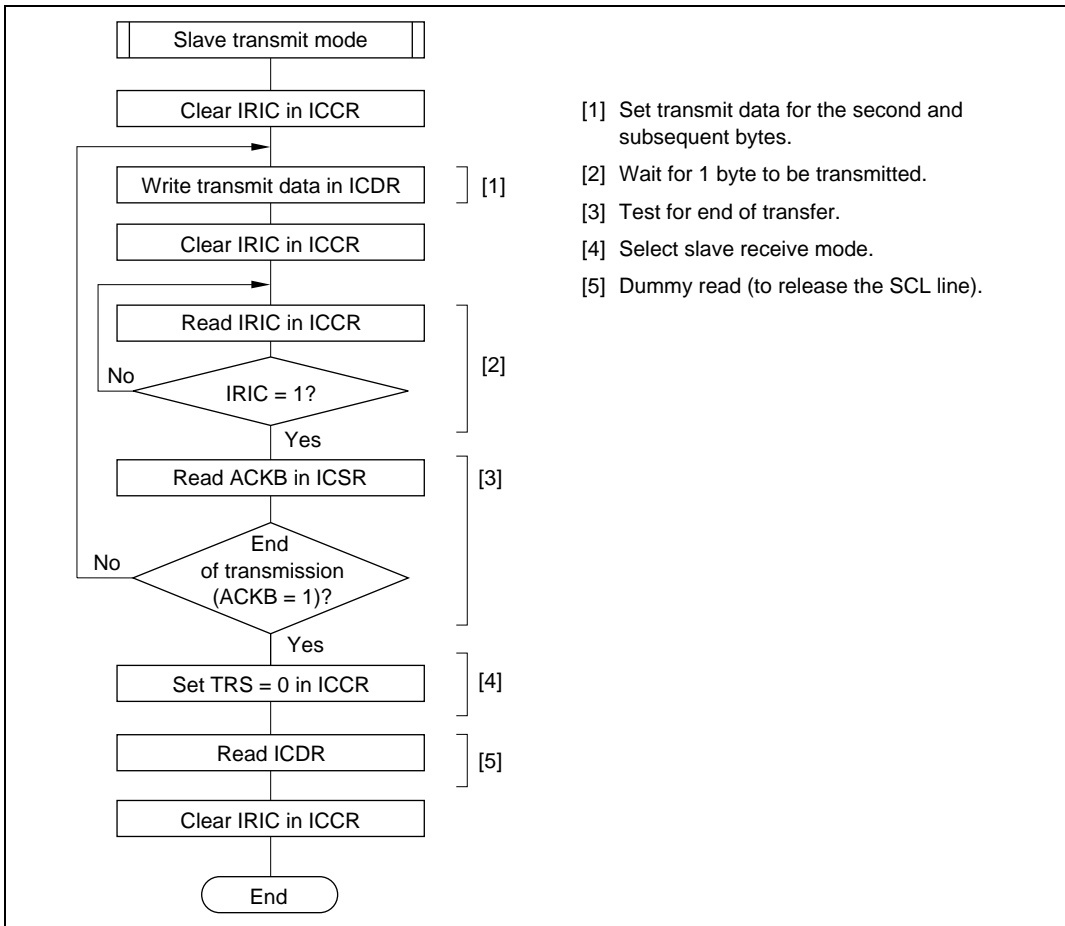 Slave transmit mode
Clear IRIC in ICCR
Write transmit data in ICDR
[1]
Clear IRIC in ICCR
Read IRIC in ICCR
[2]
No
IRIC = 1?
Yes
Read ACKB in ICSR
[3]
No
End
of transmission
(ACKB = 1)?
Yes
Set TRS = 0 in ICCR
[4]
Read ICDR
[5]
Clear IRIC in ICCR
End
[1] Set transmit data for the second and
subsequent bytes.
[2] Wait for 1 byte to be transmitted.
[3] Test for end of transfer.
[4] Select slave receive mode.
[5] Dummy read (to release the SCL line).